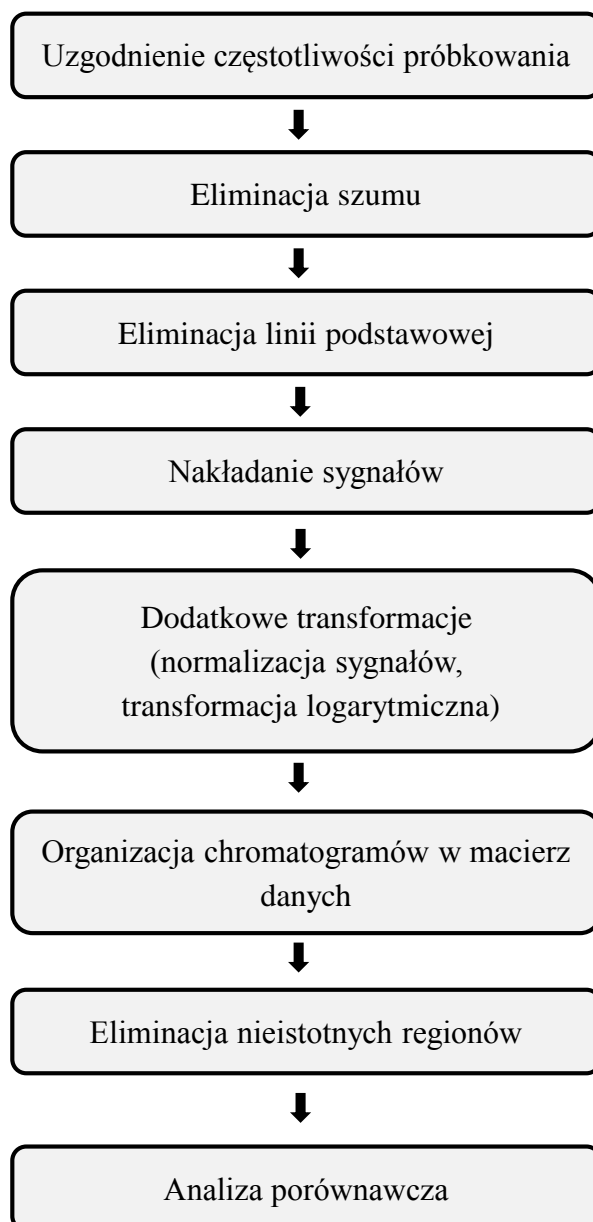 Uzgodnienie częstotliwości próbkowania
Eliminacja szumu
Eliminacja linii podstawowej
Nakładanie sygnałów
Dodatkowe transformacje
(normalizacja sygnałów,
transformacja logarytmiczna)
Organizacja chromatogramów w macierz
danych
Eliminacja nieistotnych regionów
Analiza porównawcza